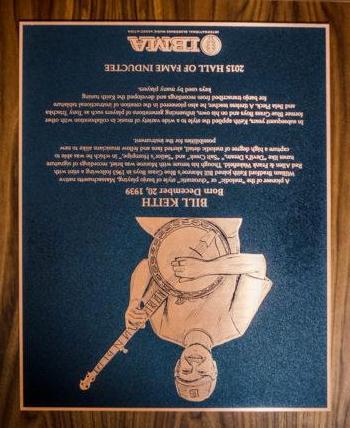 BILL KEITH
Born December, 20, 1939
A pioneer of the "melodic" or "chromatic" style of banjo playing, Massachusetts native
William Bradford Keith joined Bill Monroe's Blue Grass Boys in 1963 following a stint with
Red Allen & Frank Wakefield. Though his tenure with Monroe was brief, recordings of signature
tunes like "Devil's Dream," "Salt Creek" and "Sailor's Hornpipe," in which he was able to
capture a high degree of melodic detail, alerted fans and fellow musicians alike to new
possibilities for the instrument.
In subsequent years, Keith applied the style to a wide variety of music in collaboration with other
former Blue Grass Boys and on his own, influencing generations of players such as Tony Trischka
and Béla Fleck. A tireless teacher, he also pioneered in the creation of instructional tablature
for banjo transcribed from recordings and developed the Keith tuning
keys used by many players.
2015 HALL OF FAME INDUCTEE
IBMA
INTERNATIONAL BLUEGRASS MUSIC ASSOCIATION